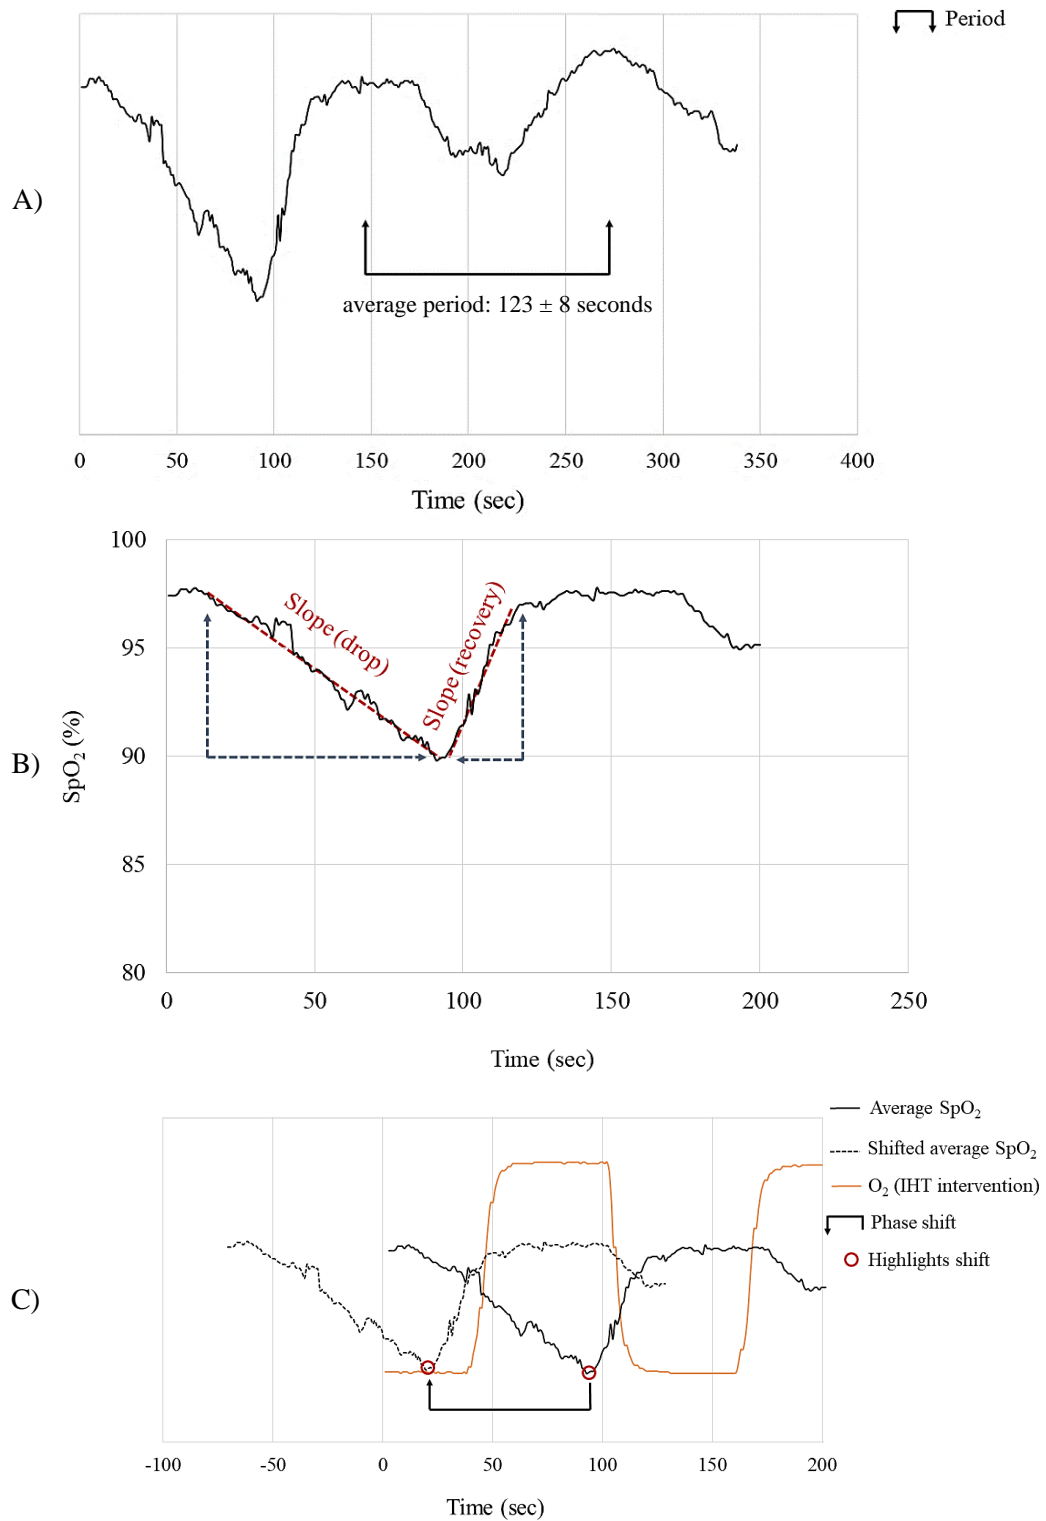 Period
A)
average period: 123 ± 8 seconds
0 50 100 150 200 250 300 350 400
Time (sec)
100
95
90
85
80
SpO₂ (%)
Slope (drop)
Slope (recovery)
B)
0 50 100 150 200 250
Time (sec)
Average SpO₂
Shifted average SpO₂
O₂ (IHT intervention)
Phase shift
Highlights shift
C)
-100 -50 0 50 100 150 200
Time (sec)